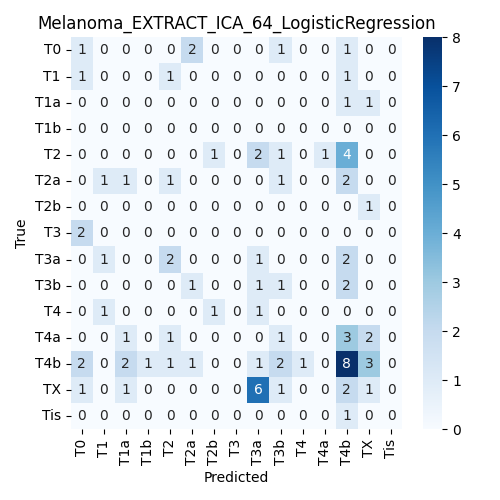 Melanoma_EXTRACT_ICA_64_LogisticRegression
T0 1 0 0 0 0 2 0 0 0 1 0 1 0 0
T1 1 0 0 0 1 0 0 0 0 0 0 1 0 0
T1a 0 0 0 0 0 0 0 0 0 0 0 1 1 0
T1b 0 0 0 0 0 0 0 0 0 0 0 0 0 0
T2 0 0 0 0 0 0 1 0 2 1 0 1 4 0 0
T2a 0 1 1 0 1 0 0 0 0 1 0 0 2 0 0
T2b 0 0 0 0 0 0 0 0 0 0 0 0 0 1 0
T3 2 0 0 0 0 0 0 0 0 0 0 0 0 0 0
T3a 0 1 0 0 2 0 0 0 1 0 0 0 2 0 0
T3b 0 0 0 0 0 1 0 0 1 1 0 0 2 0 0
T4 0 1 0 0 0 0 1 0 1 0 0 0 0 0 0
T4a 0 0 1 0 1 0 0 0 0 1 0 0 3 2 0
T4b 2 0 2 1 1 1 0 0 1 2 1 0 8 3 0
TX 1 0 1 0 0 0 0 0 6 1 0 0 2 1 0
Tis 0 0 0 0 0 0 0 0 0 0 0 0 1 0 0
T0 T1 T1a T1b T2 T2a T2b T3 T3a T3b T4 T4a T4b TX Tis
Predicted
True
8
7
6
5
4
3
2
1
0